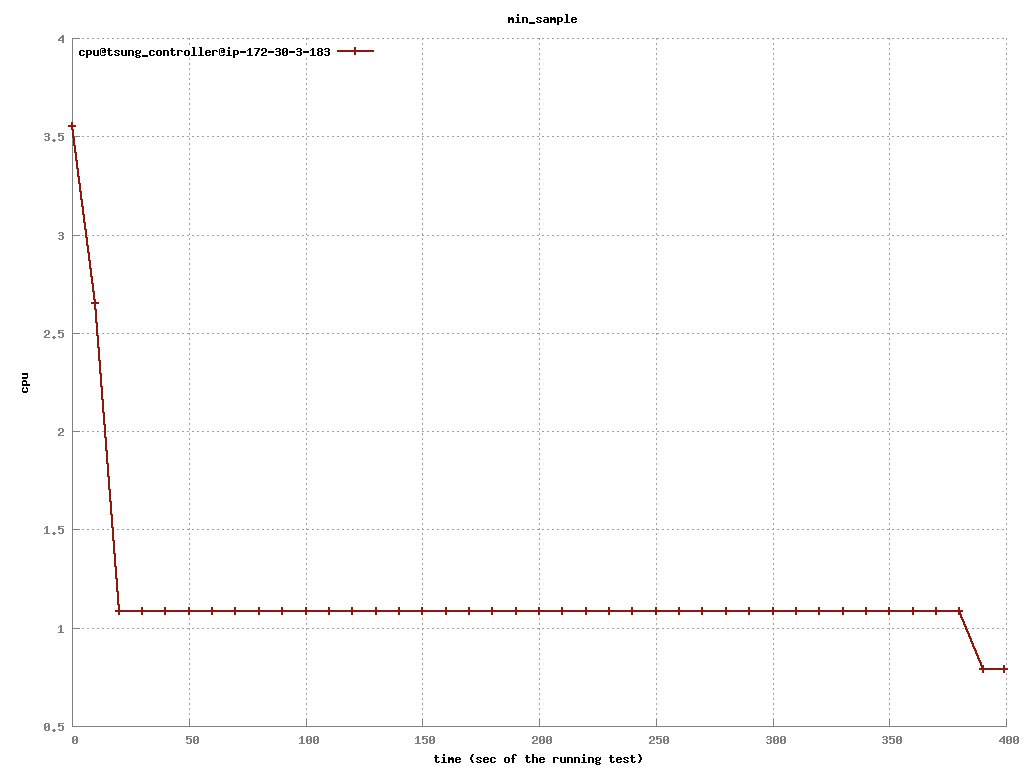 min_sample
cpu@tsung_controller@ip-172-30-3-183
4
3.5
3
2.5
2
1.5
1
0.5
cpu
0 50 100 150 200 250 300 350 400
time (sec of the running test)